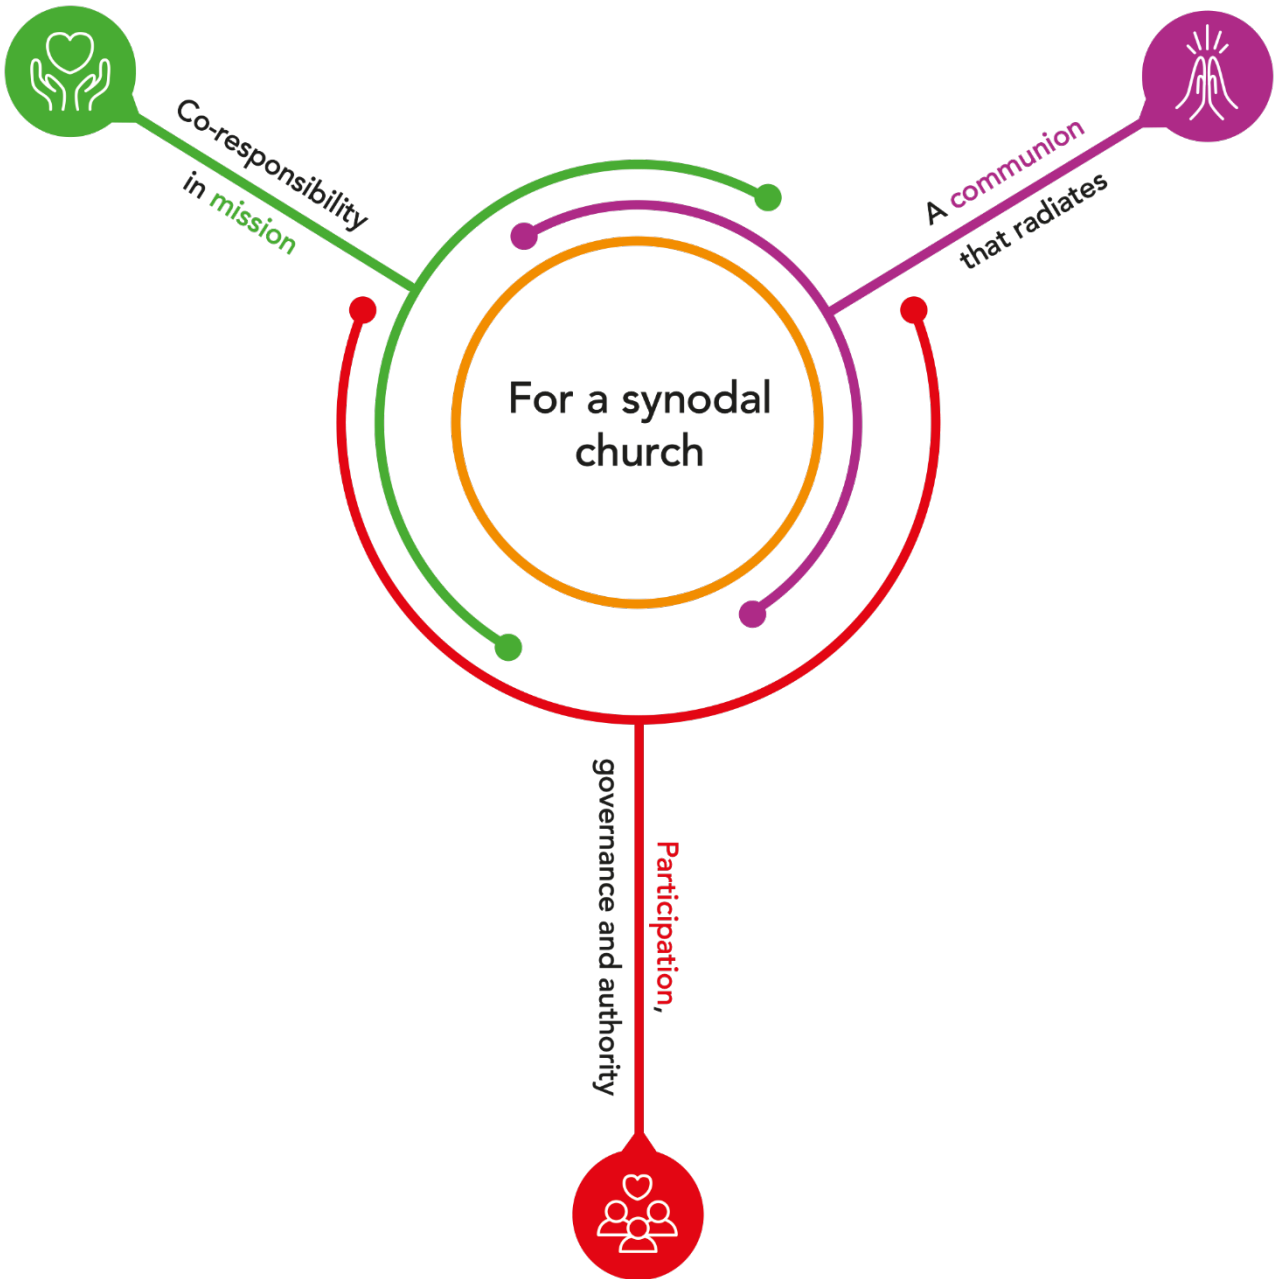 Co-responsibility
in mission
A communion
that radiates
For a synodal
church
Participation,
governance and authority